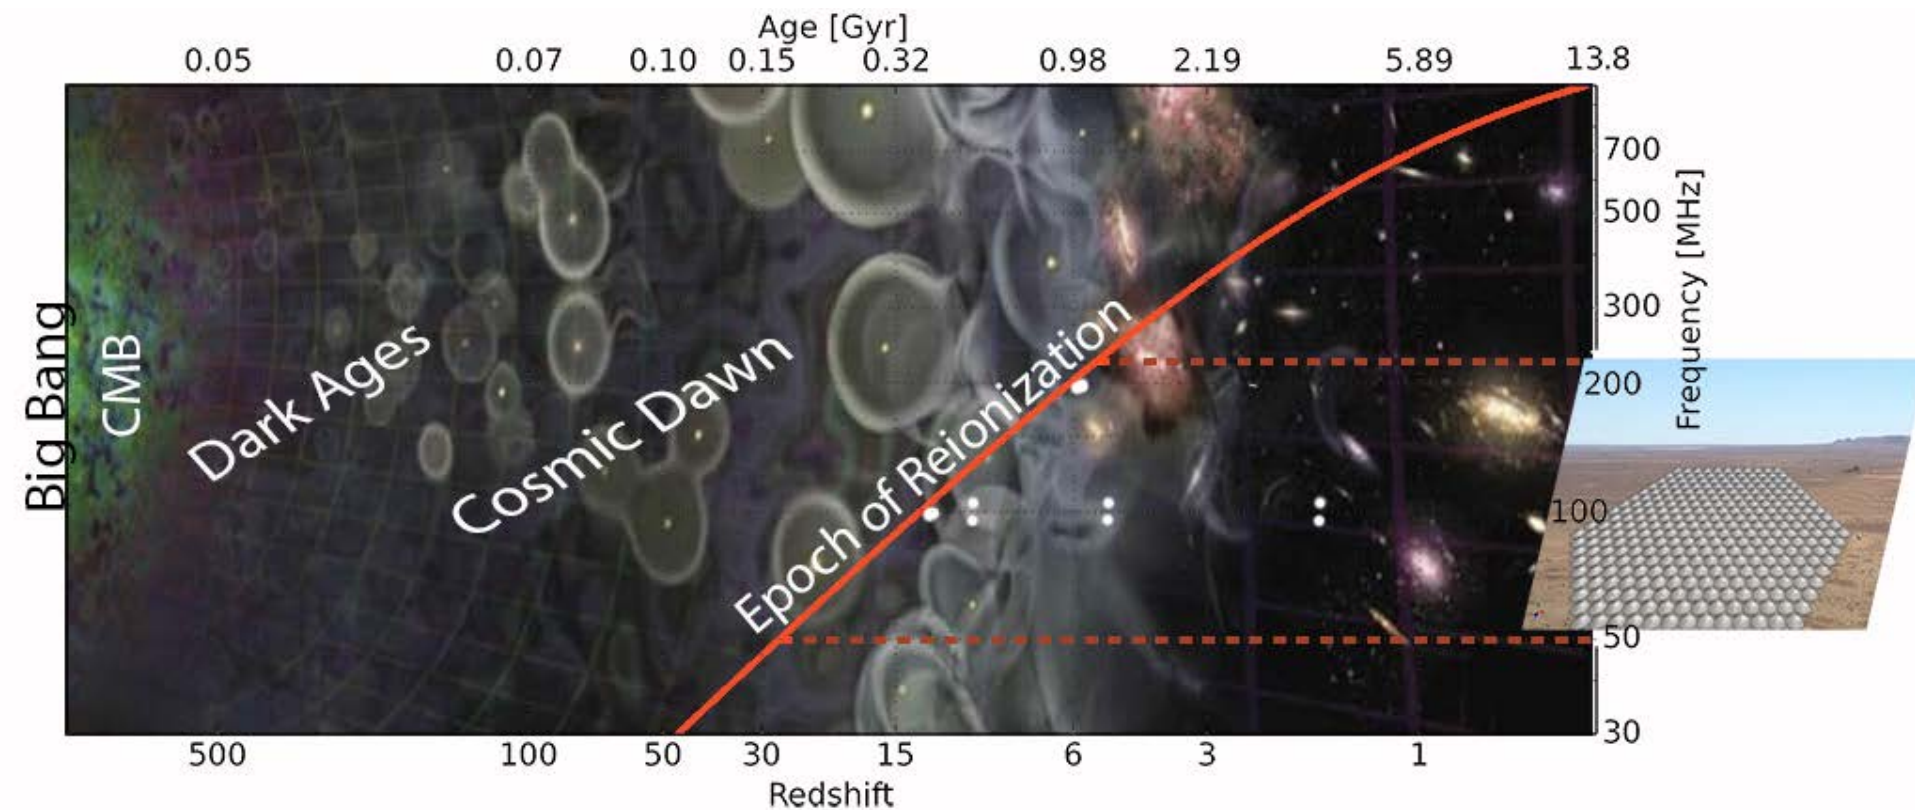 Age [Gyr]
0.05 0.07 0.10 0.15 0.32 0.98 2.19 5.89 13.8
Big Bang
CMB
Dark Ages
Cosmic Dawn
Epoch of Reionization
700
500
300
200
100
50
30
Frequency [MHz]
500 100 50 30 15 6 3 1
Redshift